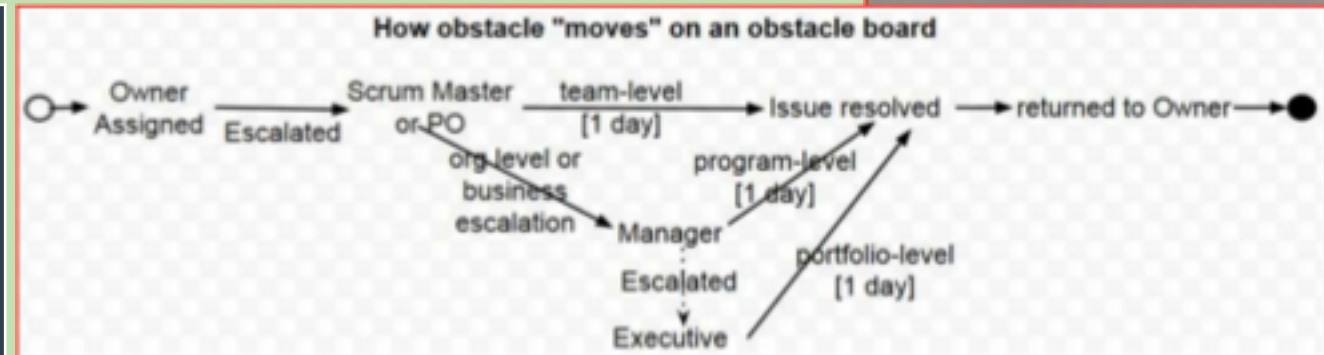 How obstacle "moves" on an obstacle board
Owner
Assigned
Escalated
Scrum Master
or PO
team-level
[1 day]
Issue resolved
returned to Owner
org level or
business
escalation
program-level
[1 day]
Manager
Escalated
portfolio-level
[1 day]
Executive